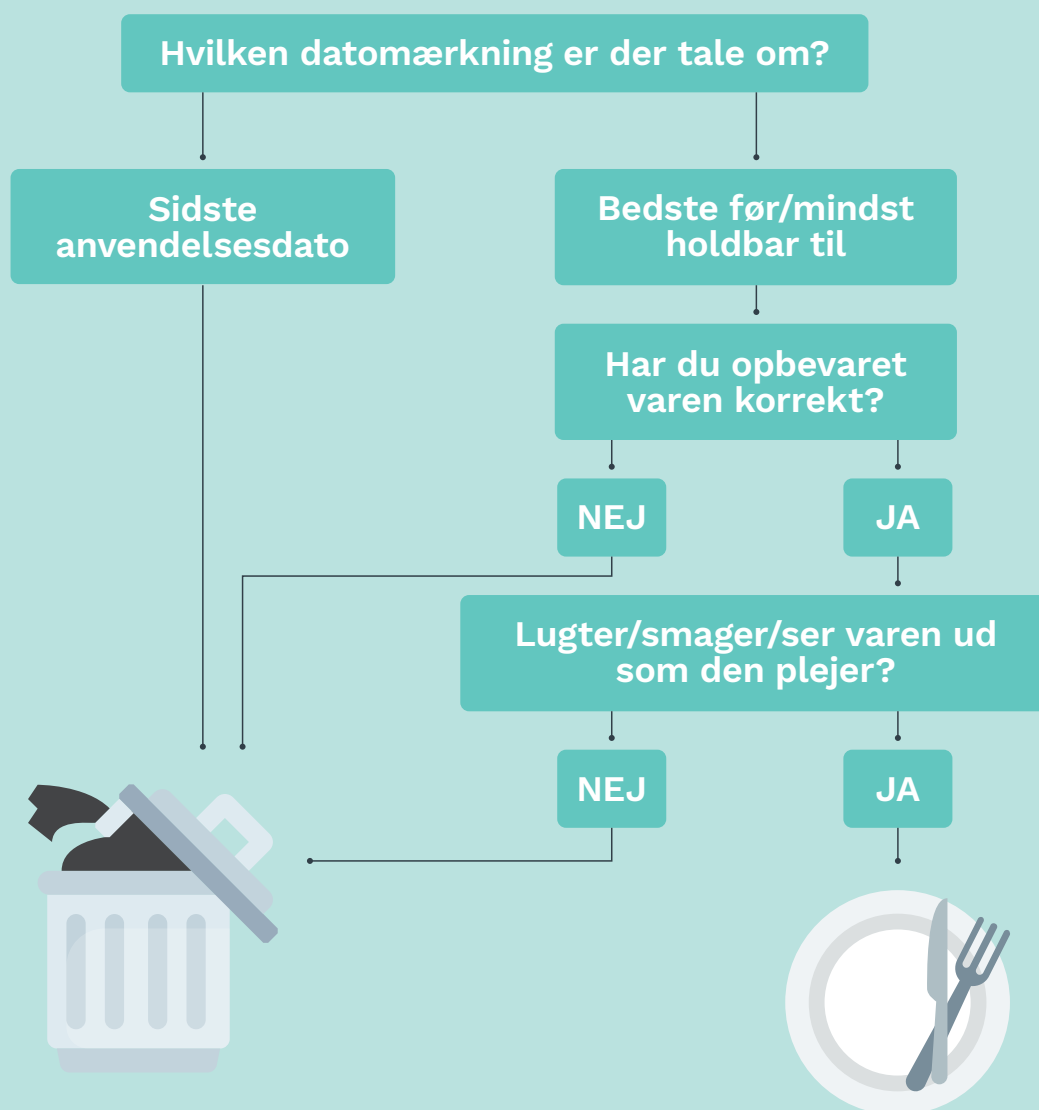 Hvilken datomærkning er der tale om?
Sidste
anvendelsesdato
Bedste før/mindst
holdbar til
Har du opbevaret
varen korrekt?
NEJ
JA
Lugter/smager/ser varen ud
som den plejer?
NEJ
JA